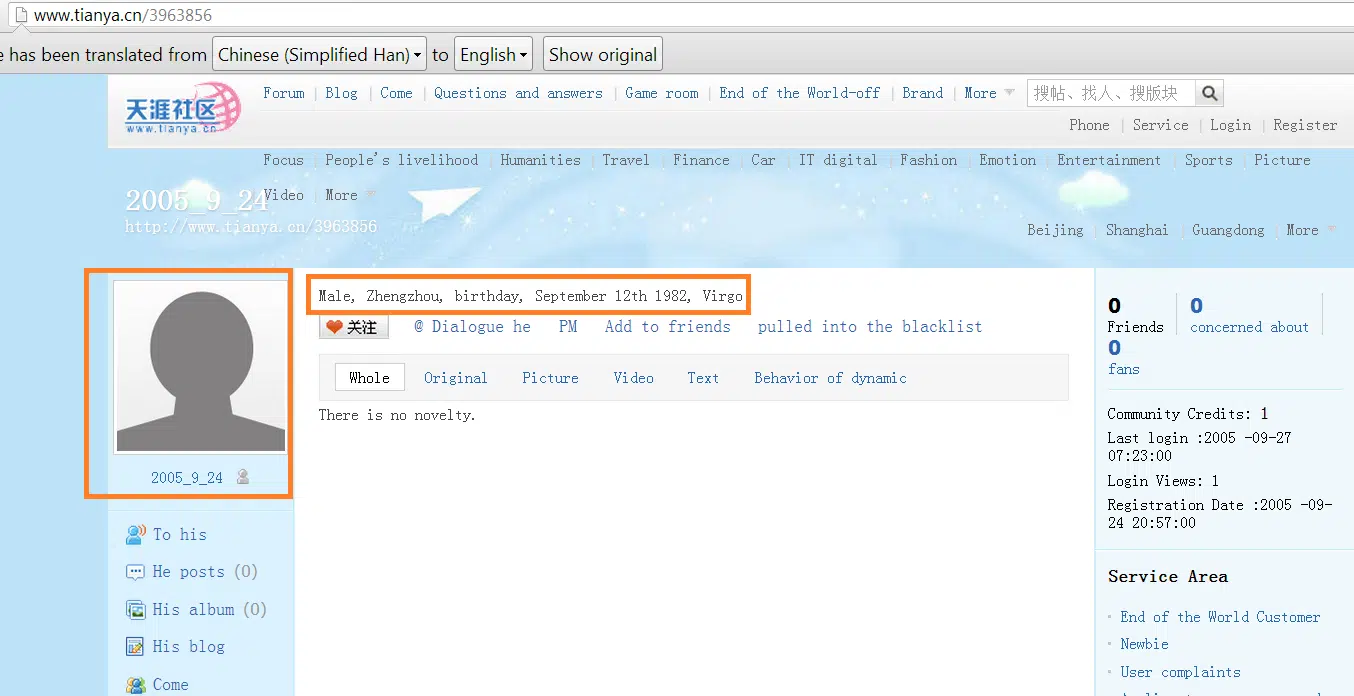 www.tianya.cn/3963856
e has been translated from Chinese (Simplified Han) to English Show original
天涯社区
www.tianya.cn
Forum | Blog | Come | Questions and answers | Game room | End of the World-off | Brand | More
搜帖、找人、搜版块
Phone | Service | Login | Register
Focus | People's livelihood | Humanities | Travel | Finance | Car | IT digital | Fashion | Emotion | Entertainment | Sports | Picture
Video | More
2005_9_24
http://www.tianya.cn/3963856
Beijing | Shanghai | Guangdong | More
Male, Zhengzhou, birthday, September 12th 1982, Virgo
关注 @ Dialogue he PM Add to friends pulled into the blacklist
Whole Original Picture Video Text Behavior of dynamic
There is no novelty.
2005_9_24
To his
He posts (0)
His album (0)
His blog
Come
0
Friends
0
concerned about
0
fans
Community Credits: 1
Last login :2005 -09-27
07:23:00
Login Views: 1
Registration Date :2005 -09-
24 20:57:00
Service Area
End of the World Customer
Newbie
User complaints